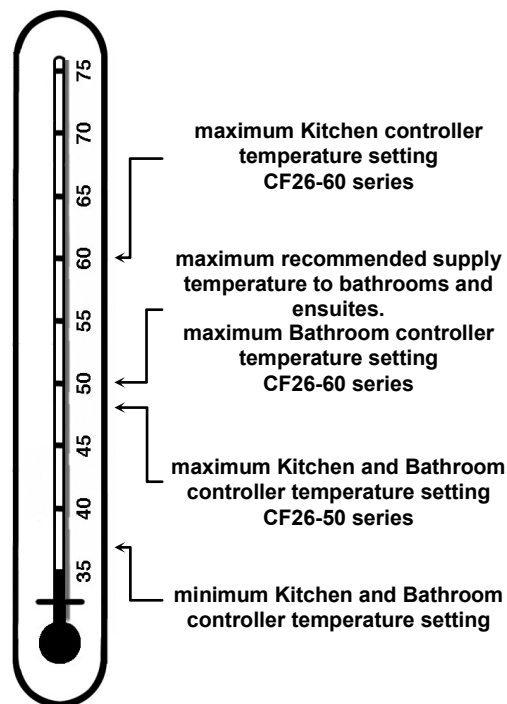 75
70
65
60
55
50
45
40
35
maximum Kitchen controller
temperature setting
CF26-60 series
maximum recommended supply
temperature to bathrooms and
ensuites.
maximum Bathroom controller
temperature setting
CF26-60 series
maximum Kitchen and Bathroom
controller temperature setting
CF26-50 series
minimum Kitchen and Bathroom
controller temperature setting